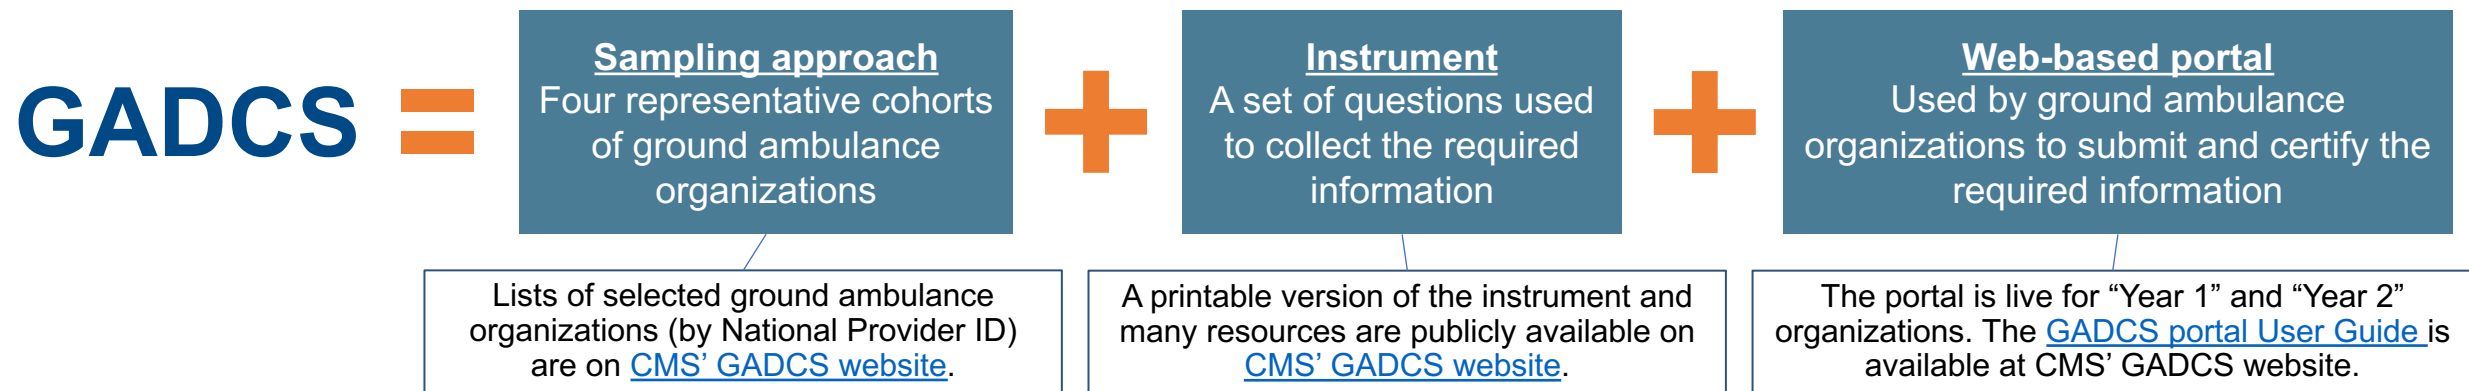 GADCS
Sampling approach
Four representative cohorts
of ground ambulance
organizations
Instrument
A set of questions used
to collect the required
information
Web-based portal
Used by ground ambulance
organizations to submit and certify the
required information
Lists of selected ground ambulance
organizations (by National Provider ID)
are on CMS’ GADCS website.
A printable version of the instrument and
many resources are publicly available on
CMS’ GADCS website.
The portal is live for “Year 1” and “Year 2”
organizations. The GADCS portal User Guide is
available at CMS’ GADCS website.